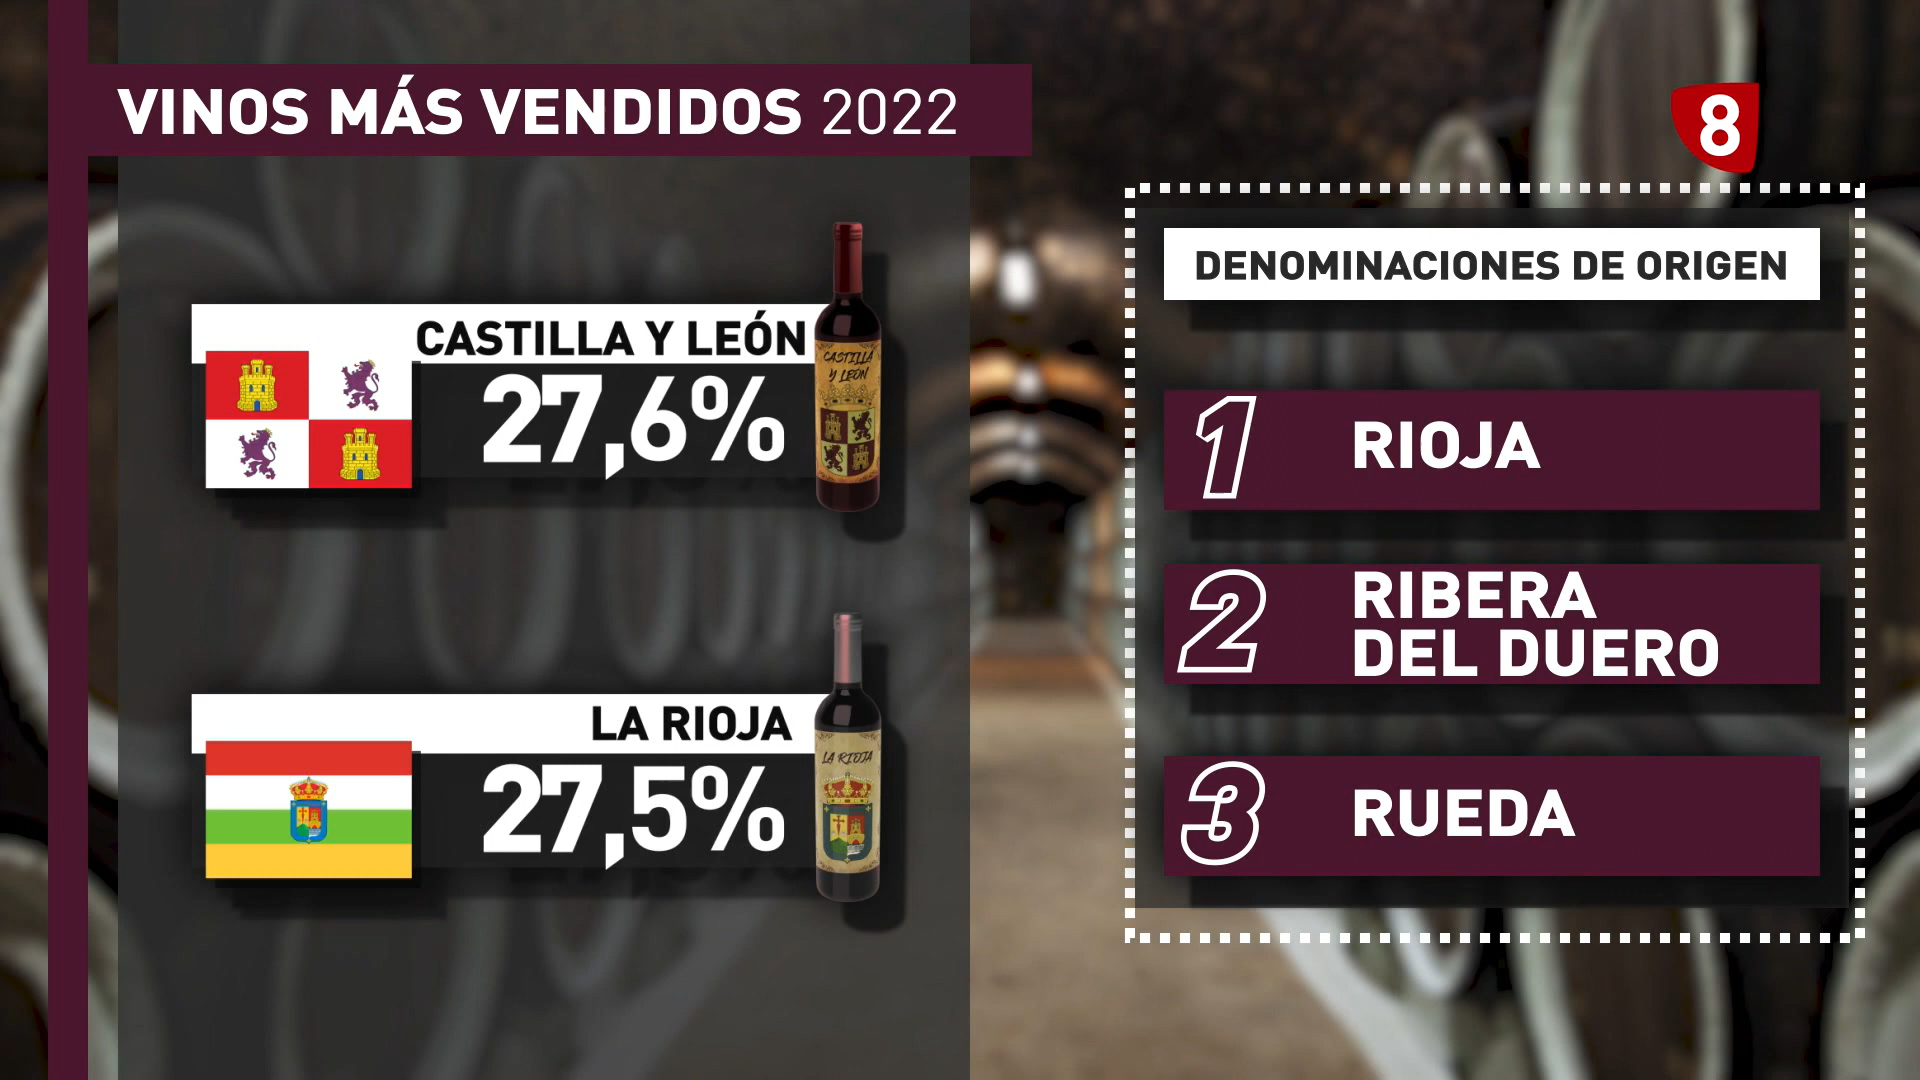 VINOS MÁS VENDIDOS 2022
8
CASTILLA Y LEÓN
27,6%
CASTILLA
Y LEÓN
LA RIOJA
27,5%
LA RIOJA
DENOMINACIONES DE ORIGEN
1 RIOJA
2 RIBERA
DEL DUERO
3 RUEDA